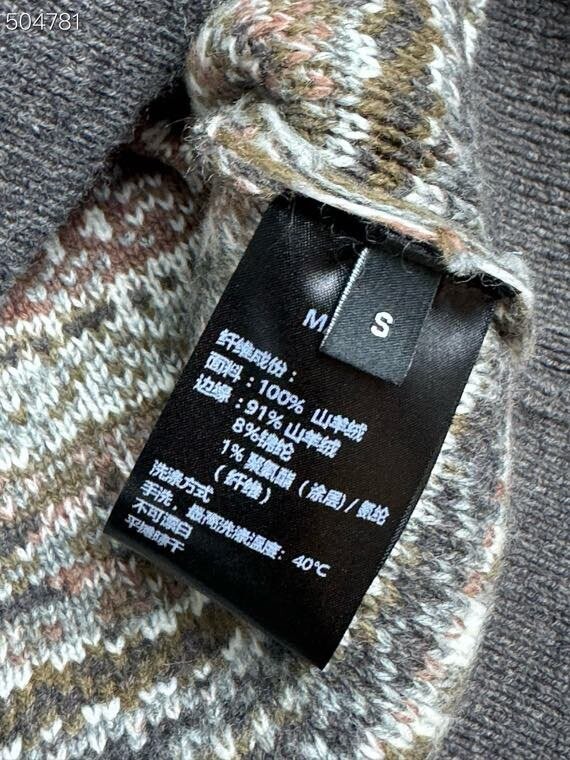 504781
M
S
纤维成份：
面料：100% 山羊绒
边缘：91% 山羊绒
8%锦纶
1% 聚氨酯（涂层）/ 氨纶
（纤维）
洗涤方式
手洗，最高洗涤温度：40℃
不可漂白
平摊晾干